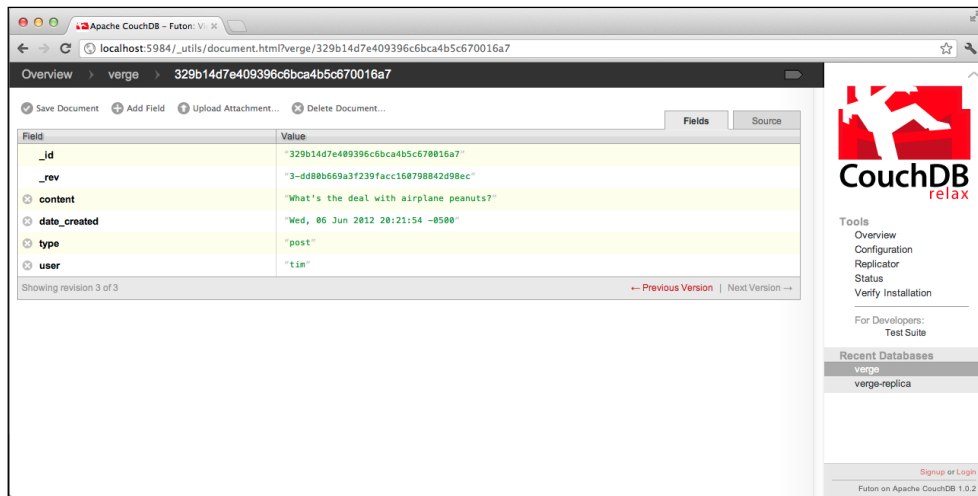 Apache CouchDB – Futon: Vi
localhost:5984/_utils/document.html?verge/329b14d7e409396c6bca4b5c670016a7
Overview verge 329b14d7e409396c6bca4b5c670016a7
Save Document Add Field Upload Attachment... Delete Document...
Fields Source
Field Value
_id "329b14d7e409396c6bca4b5c670016a7"
_rev "3-dd80b669a3f239facc160798842d98ec"
content "What's the deal with airplane peanuts?"
date_created "Wed, 06 Jun 2012 20:21:54 -0500"
type "post"
user "tim"
Showing revision 3 of 3 ← Previous Version | Next Version →
CouchDB
relax
Tools
Overview
Configuration
Replicator
Status
Verify Installation
For Developers:
Test Suite
Recent Databases
verge
verge-replica
Signup or Login
Futon on Apache CouchDB 1.0.2